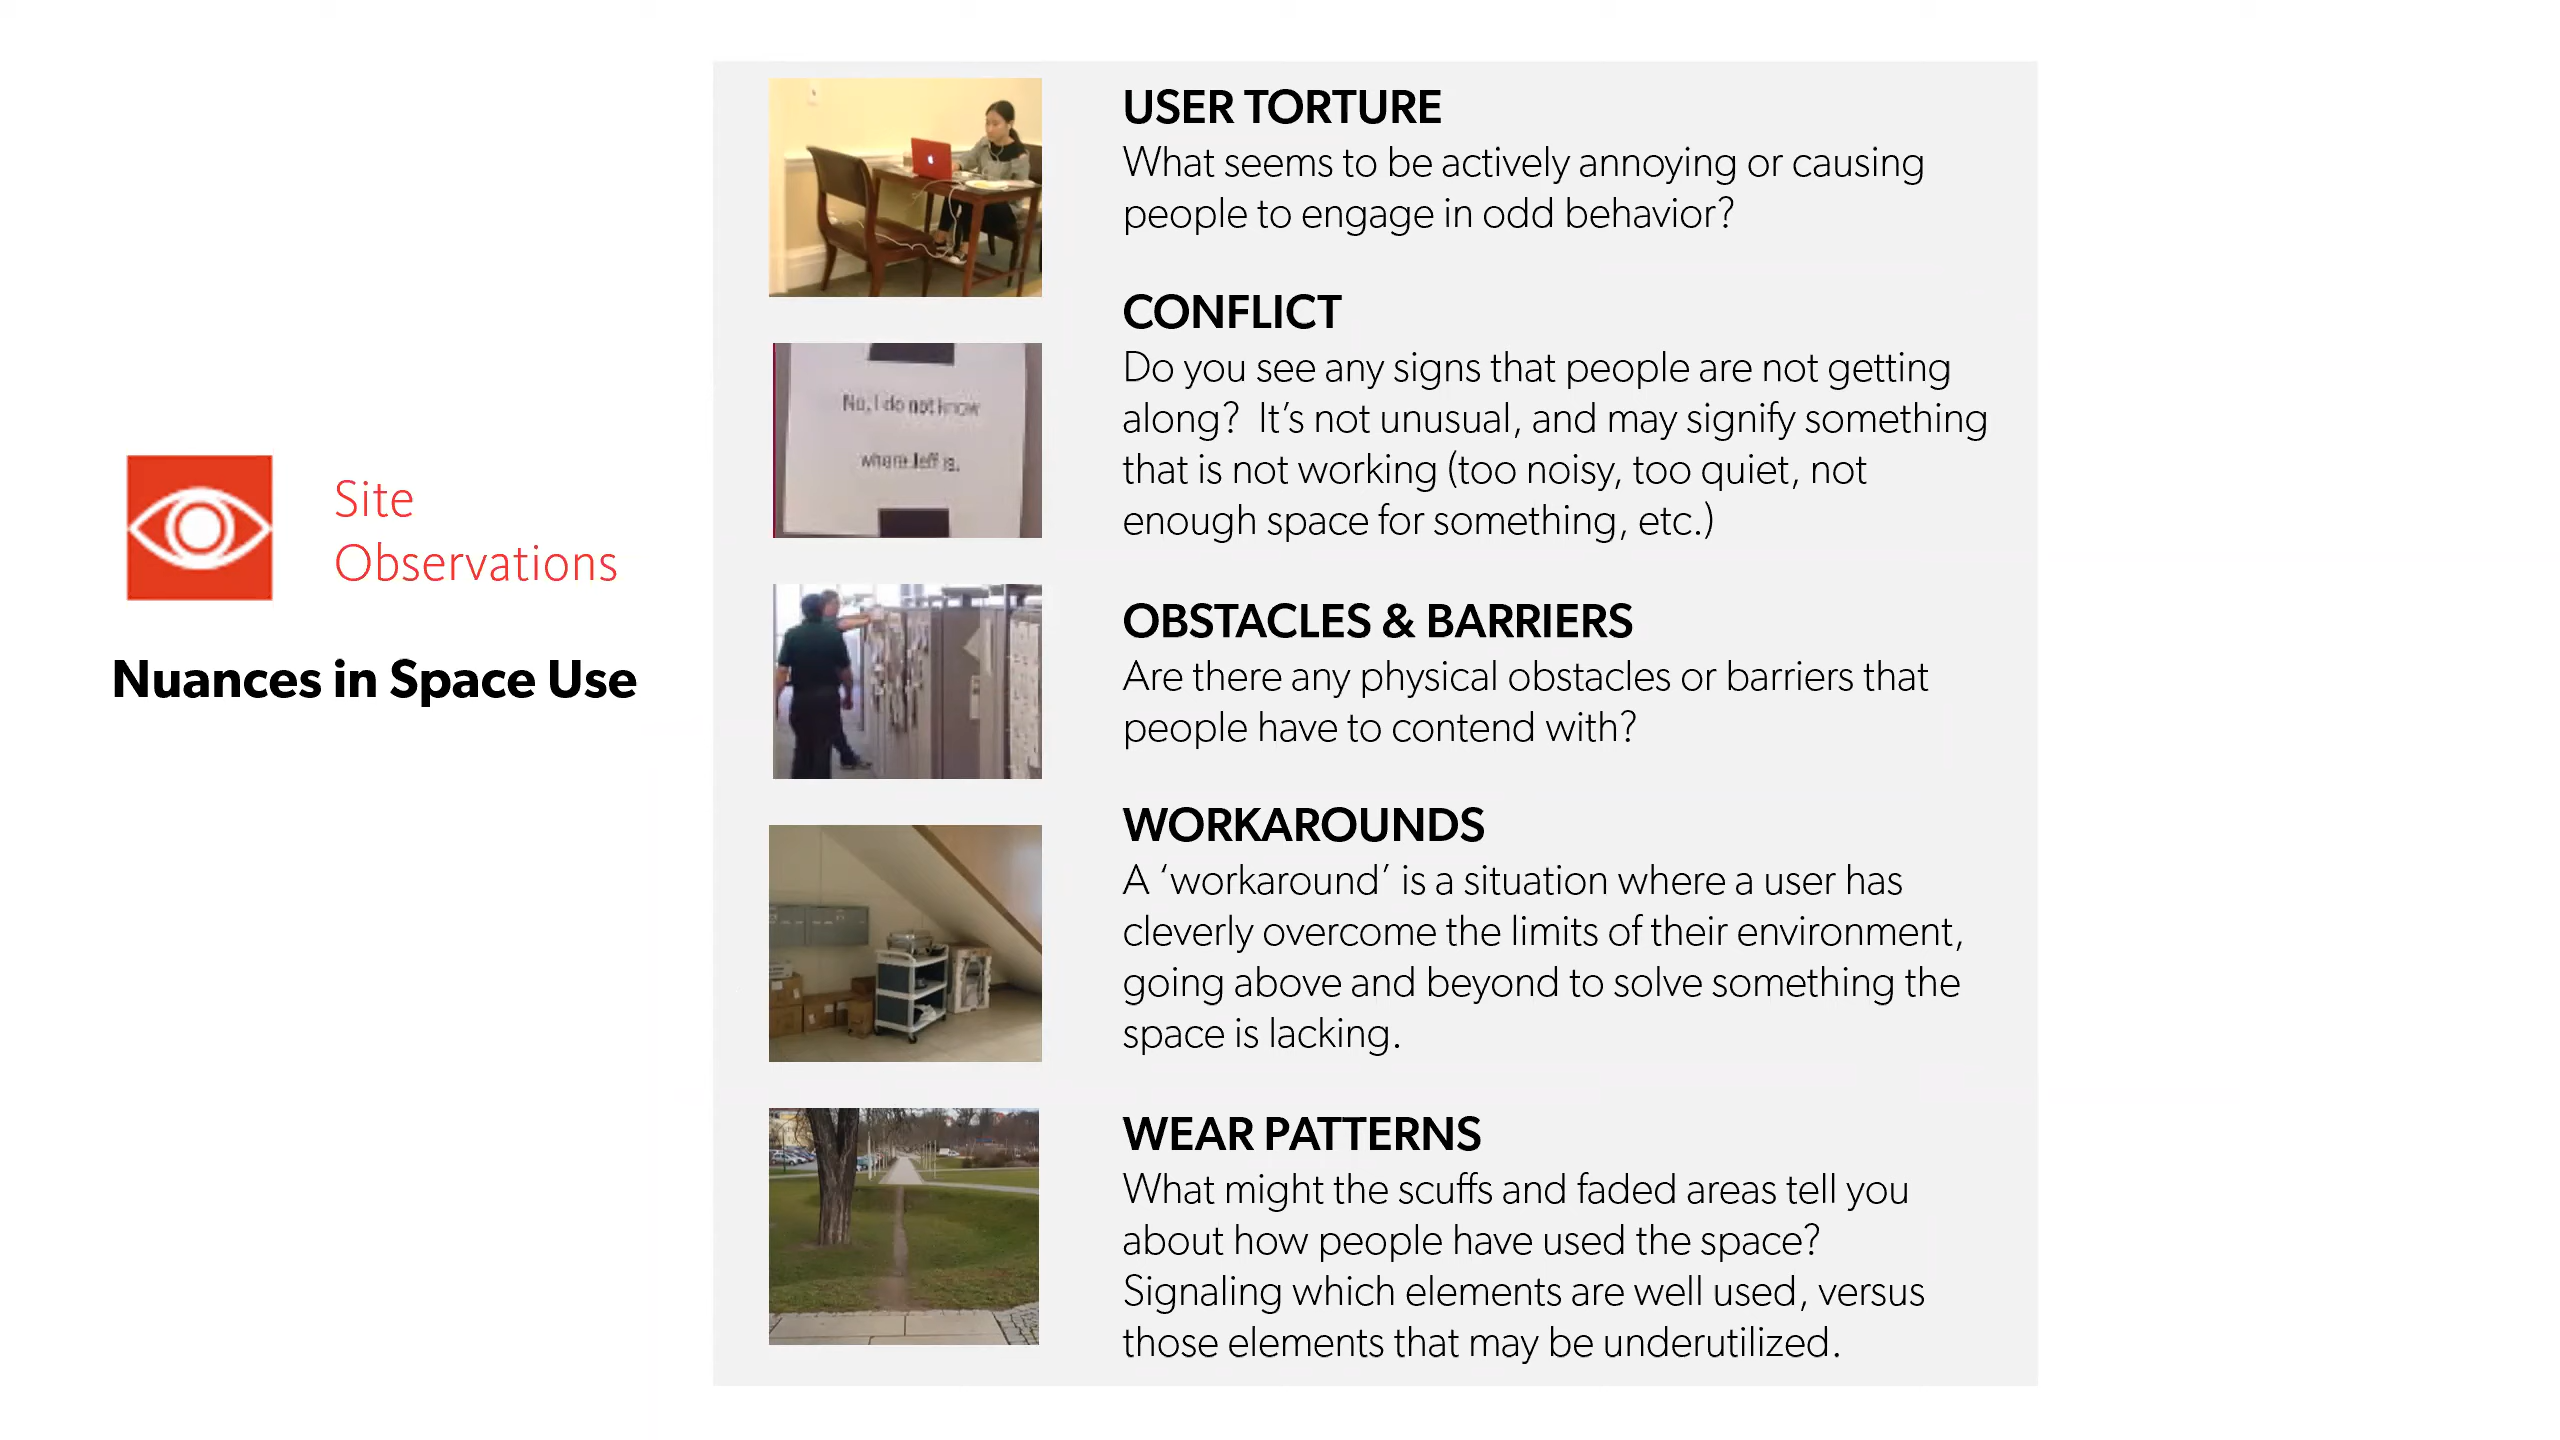 Site
Observations
Nuances in Space Use
USER TORTURE
What seems to be actively annoying or causing
people to engage in odd behavior?
No, I do not know
where Jeff is.
CONFLICT
Do you see any signs that people are not getting
along?  It’s not unusual, and may signify something
that is not working (too noisy, too quiet, not
enough space for something, etc.)
OBSTACLES & BARRIERS
Are there any physical obstacles or barriers that
people have to contend with?
WORKAROUNDS
A ‘workaround’ is a situation where a user has
cleverly overcome the limits of their environment,
going above and beyond to solve something the
space is lacking.
WEAR PATTERNS
What might the scuffs and faded areas tell you
about how people have used the space?
Signaling which elements are well used, versus
those elements that may be underutilized.